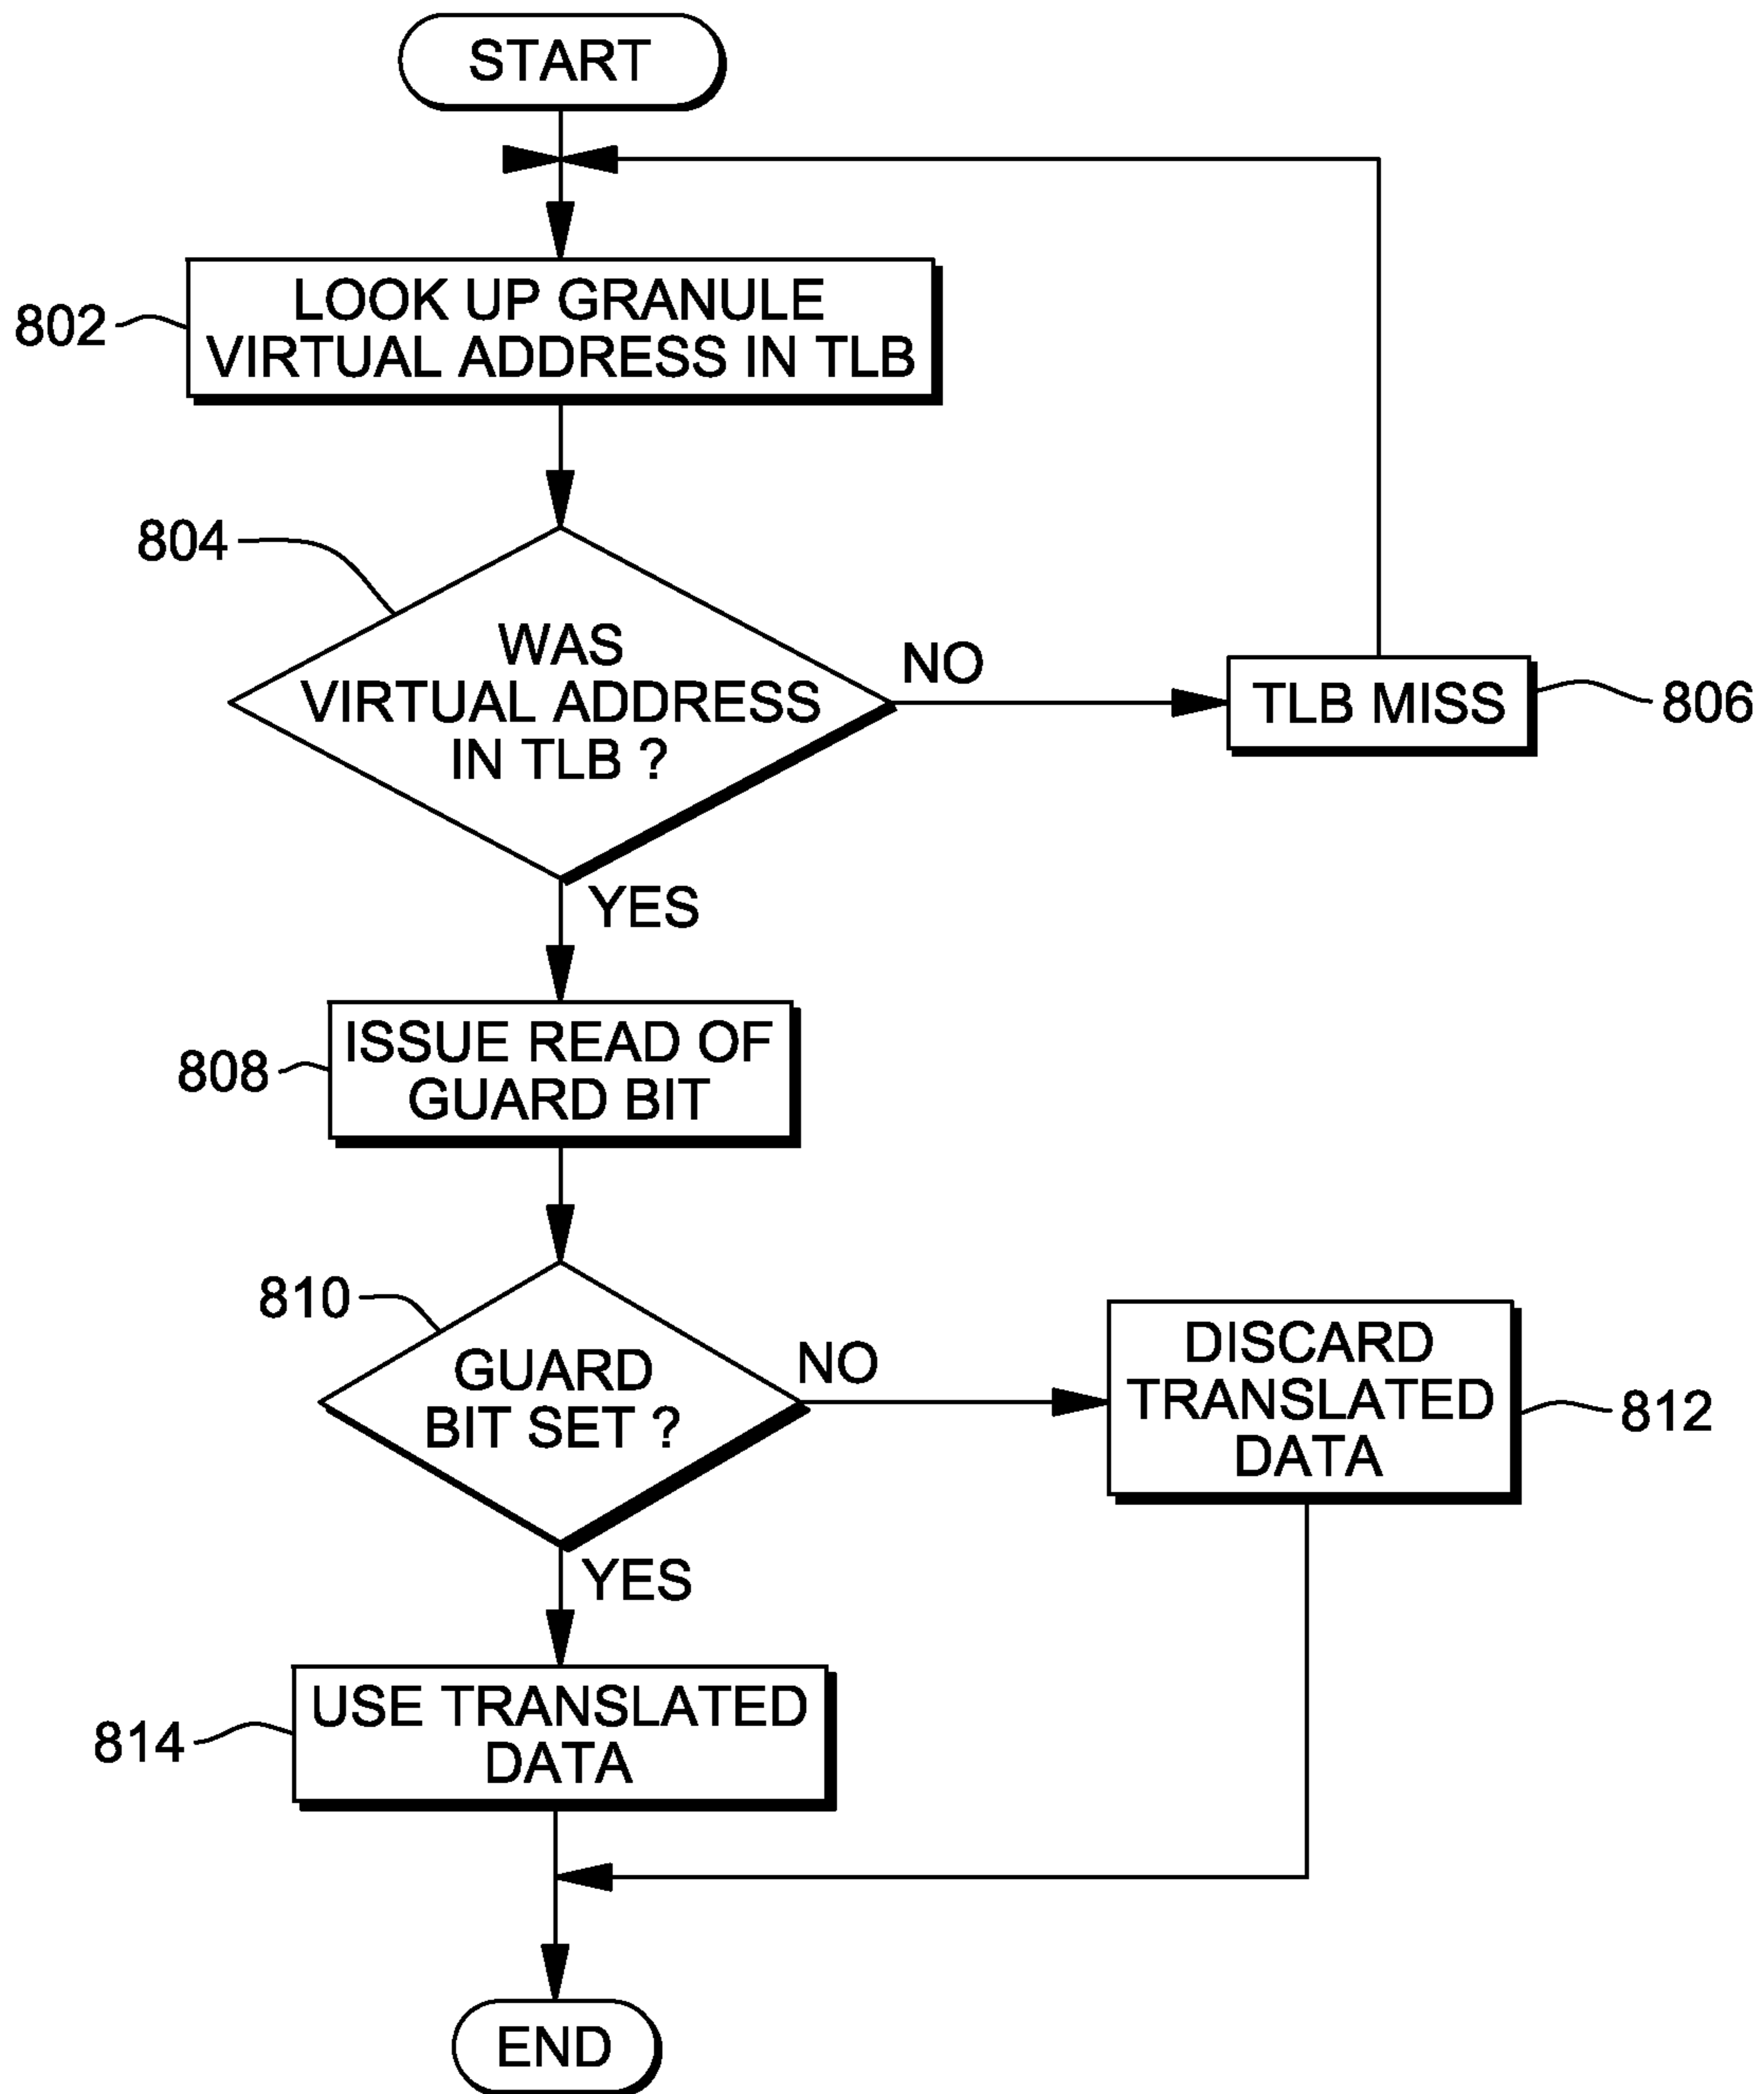 START
802
LOOK UP GRANULE
VIRTUAL ADDRESS IN TLB
804
WAS
VIRTUAL ADDRESS
IN TLB ?
NO
TLB MISS
806
YES
808
ISSUE READ OF
GUARD BIT
810
GUARD
BIT SET ?
NO
DISCARD
TRANSLATED
DATA
812
YES
814
USE TRANSLATED
DATA
END